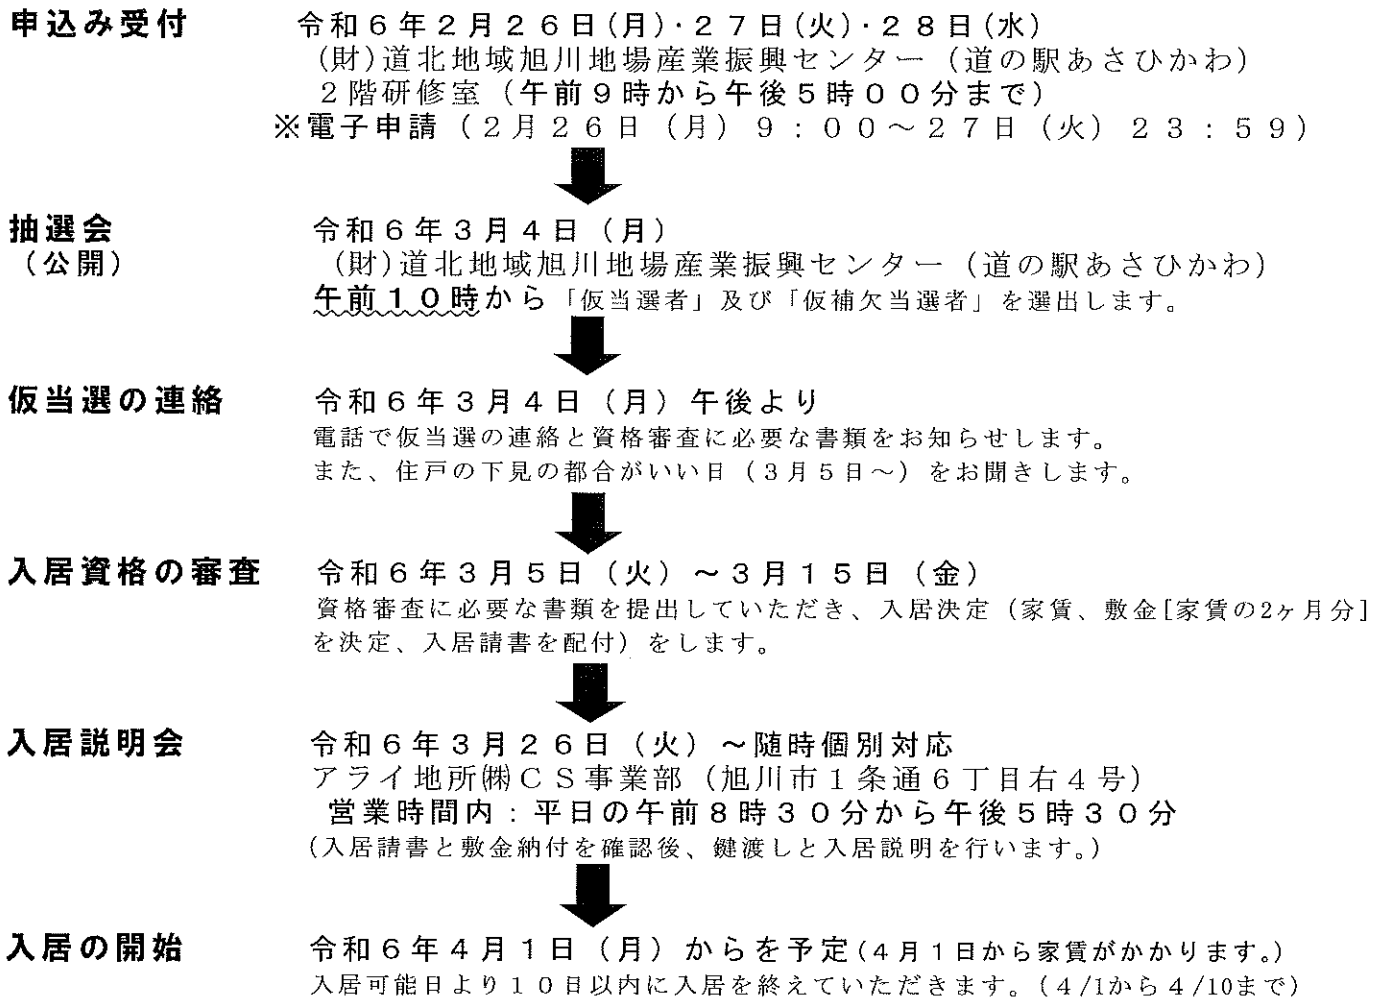 申込み受付 令和６年２月２６日(月)・２７日(火)・２８日(水)
(財)道北地域旭川地場産業振興センター（道の駅あさひかわ）
２階研修室（午前９時から午後５時００分まで）
※電子申請（２月２６日（月）９：００～２７日（火）２３：５９）
抽選会 令和６年３月４日（月）
（公開） (財)道北地域旭川地場産業振興センター（道の駅あさひかわ）
午前１０時から「仮当選者」及び「仮補欠当選者」を選出します。
仮当選の連絡 令和６年３月４日（月）午後より
電話で仮当選の連絡と資格審査に必要な書類をお知らせします。
また、住戸の下見の都合がいい日（３月５日～）をお聞きします。
入居資格の審査 令和６年３月５日（火）～３月１５日（金）
資格審査に必要な書類を提出していただき、入居決定（家賃、敷金[家賃の2ヶ月分]
を決定、入居請書を配付）をします。
入居説明会 令和６年３月２６日（火）～随時個別対応
アライ地所㈱ＣＳ事業部（旭川市１条通６丁目右４号）
営業時間内：平日の午前８時３０分から午後５時３０分
(入居請書と敷金納付を確認後、鍵渡しと入居説明を行います。)
入居の開始 令和６年４月１日（月）からを予定(４月１日から家賃がかかります。)
入居可能日より１０日以内に入居を終えていただきます。（４/1から４/10まで）